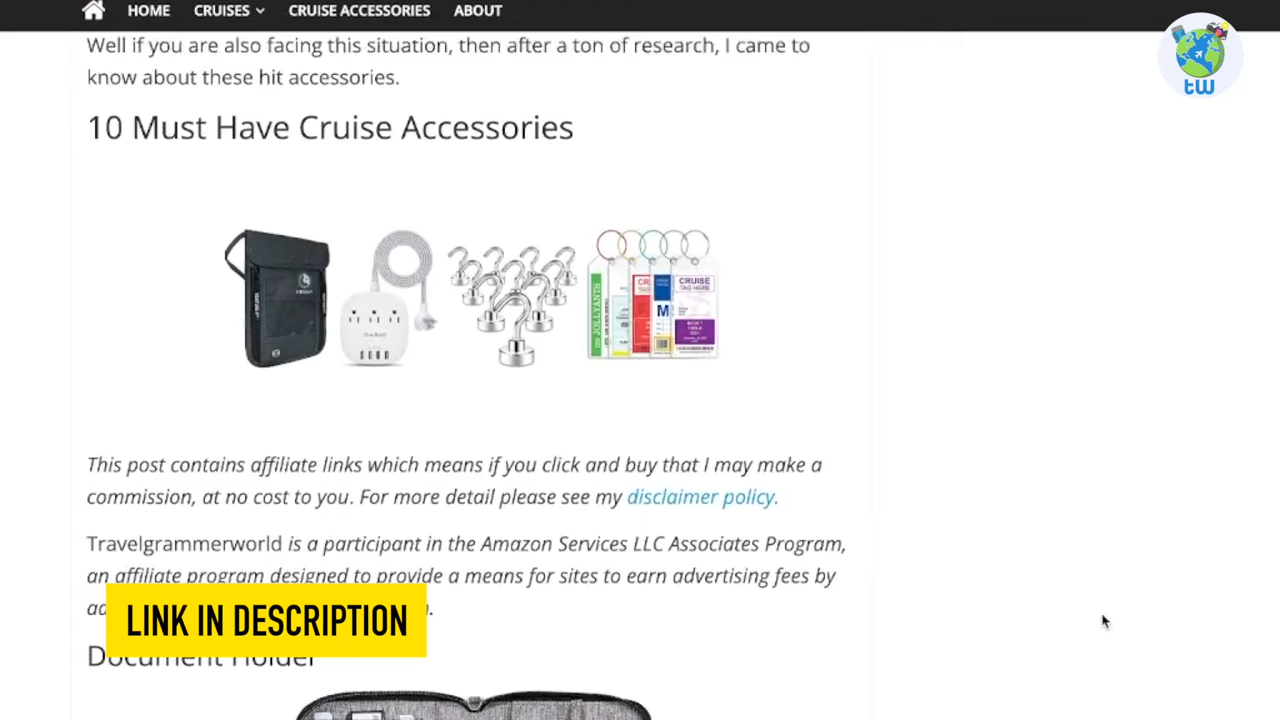 HOME CRUISES CRUISE ACCESSORIES ABOUT
tw
Well if you are also facing this situation, then after a ton of research, I came to
know about these hit accessories.
10 Must Have Cruise Accessories
CRUISE
TAG HERE
M
This post contains affiliate links which means if you click and buy that I may make a
commission, at no cost to you. For more detail please see my disclaimer policy.
Travelgrammerworld is a participant in the Amazon Services LLC Associates Program,
an affiliate program designed to provide a means for sites to earn advertising fees by
LINK IN DESCRIPTION
Document Holder